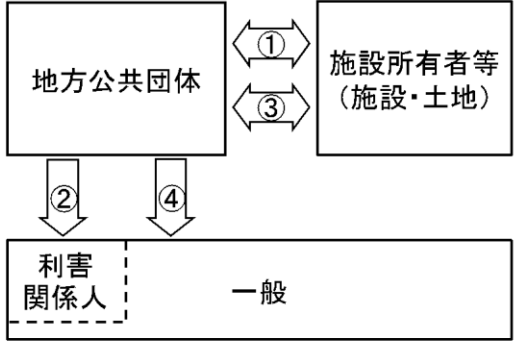 地方公共団体
①
③
施設所有者等
(施設・土地)
②
④
利害
関係人
一般